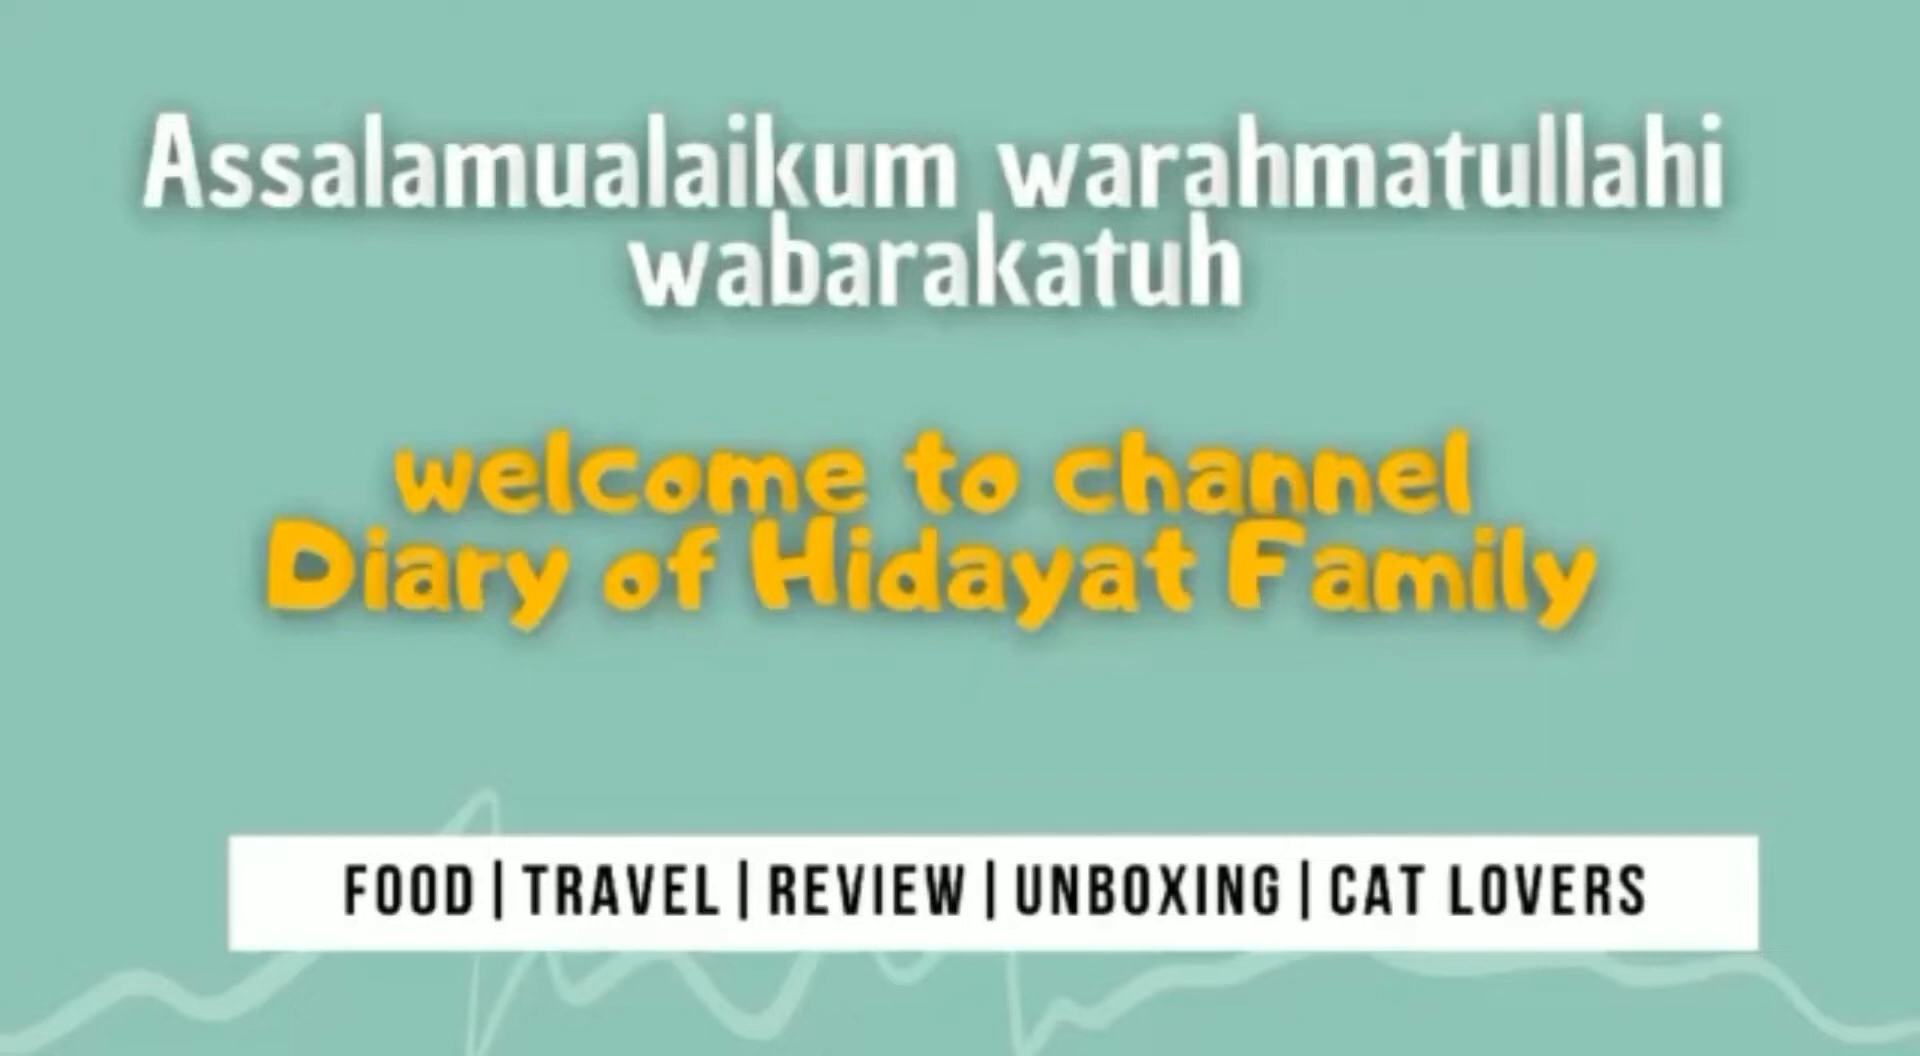 Assalamualaikum warahmatullahi
wabarakatuh
welcome to channel
Diary of Hidayat Family
FOOD | TRAVEL | REVIEW | UNBOXING | CAT LOVERS